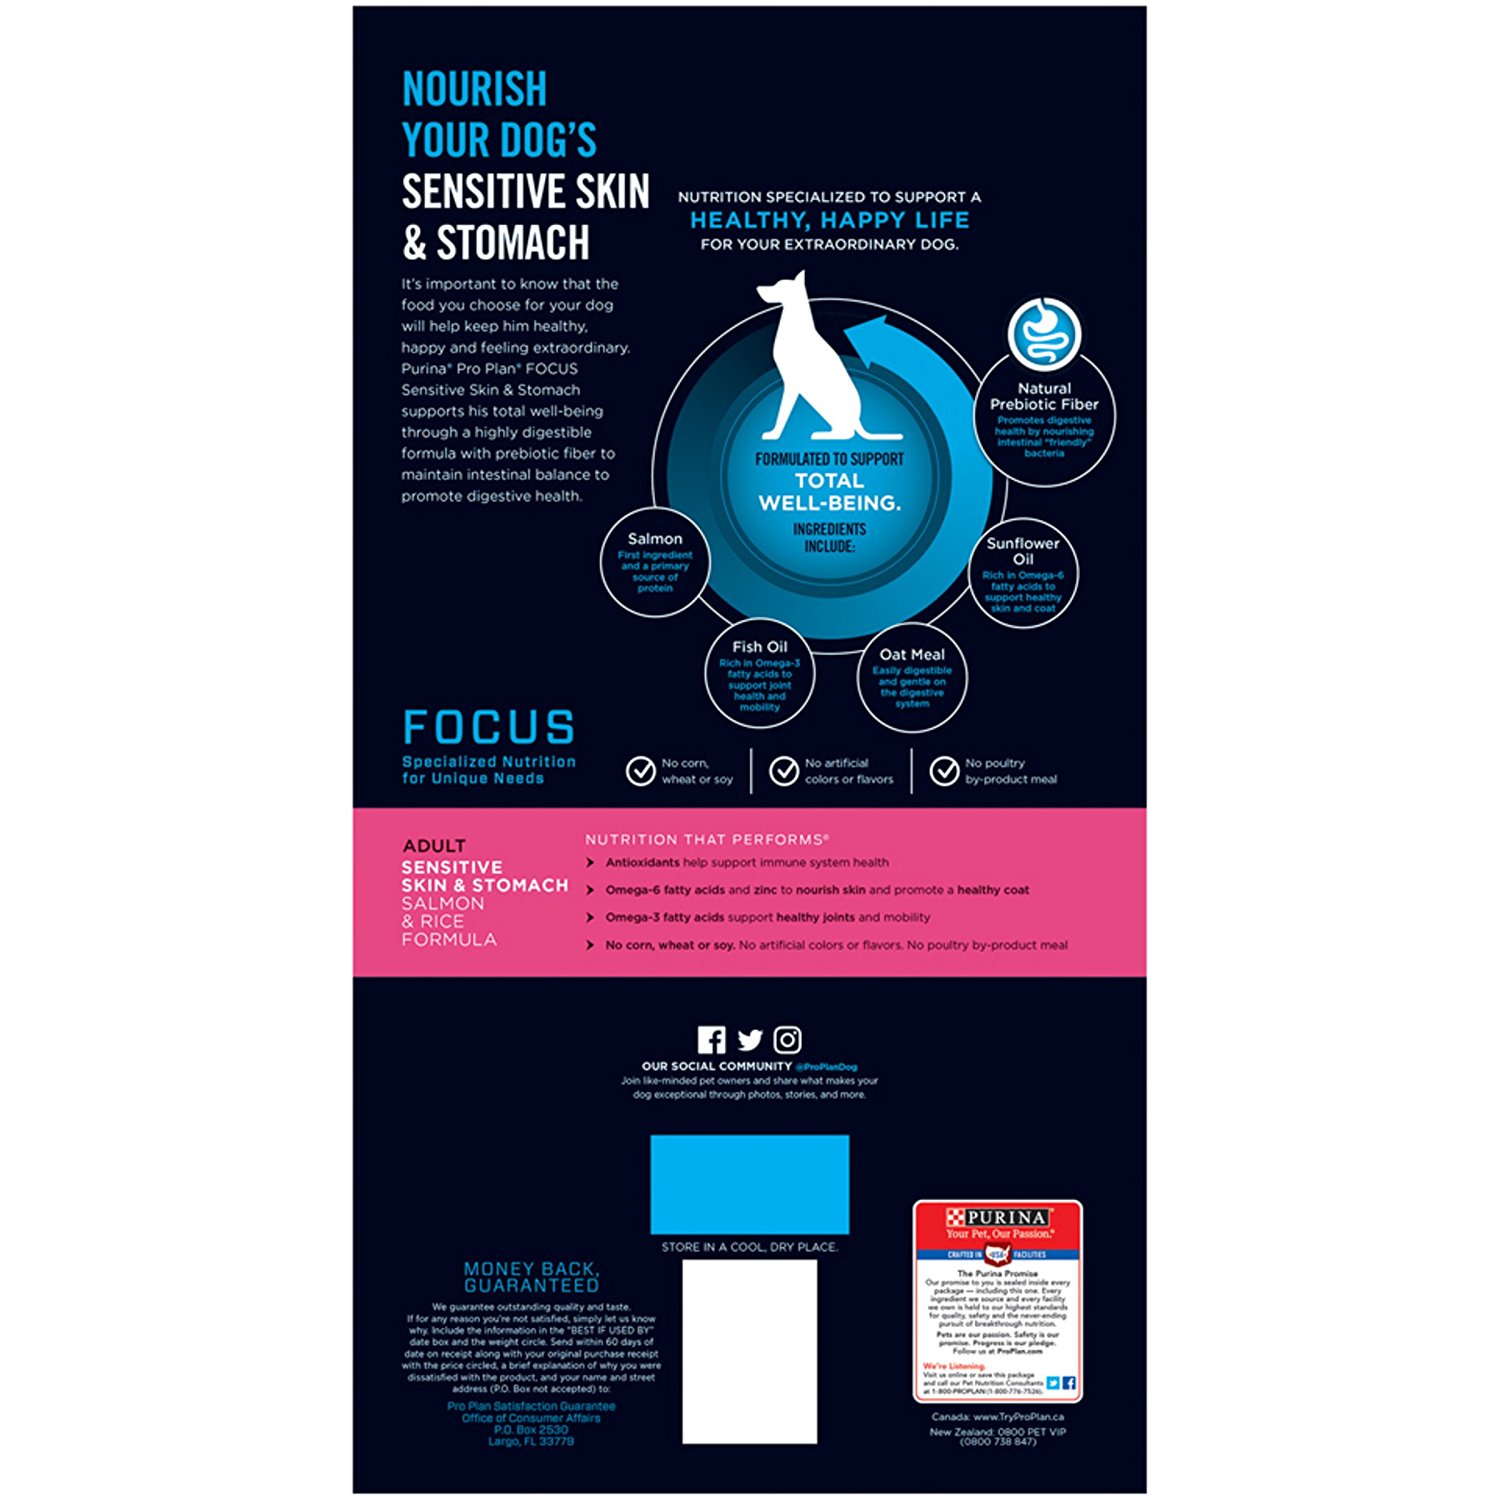 NOURISH
YOUR DOG'S
SENSITIVE SKIN
& STOMACH
It's important to know that the
food you choose for your dog
will help keep him healthy,
happy and feeling extraordinary.
Purina® Pro Plan® FOCUS
Sensitive Skin & Stomach
supports his total well-being
through a highly digestible
formula with prebiotic fiber to
maintain intestinal balance to
promote digestive health.
NUTRITION SPECIALIZED TO SUPPORT A
HEALTHY, HAPPY LIFE
FOR YOUR EXTRAORDINARY DOG.
FORMULATED TO SUPPORT
TOTAL
WELL-BEING.
INGREDIENTS
INCLUDE:
Natural
Prebiotic Fiber
Promotes digestive
health by nourishing
intestinal "friendly"
bacteria
Salmon
First ingredient
and a primary
source of
protein
Sunflower
Oil
Rich in Omega-6
fatty acids to
support healthy
skin and coat
Fish Oil
Rich in Omega-3
fatty acids to
support joint
health and
mobility
Oat Meal
Easily digestible
and gentle on
the digestive
system
FOCUS
Specialized Nutrition
for Unique Needs
No corn,
wheat or soy
No artificial
colors or flavors
No poultry
by-product meal
ADULT
SENSITIVE
SKIN & STOMACH
SALMON
& RICE
FORMULA
NUTRITION THAT PERFORMS®
Antioxidants help support immune system health
Omega-6 fatty acids and zinc to nourish skin and promote a healthy coat
Omega-3 fatty acids support healthy joints and mobility
No corn, wheat or soy. No artificial colors or flavors. No poultry by-product meal
OUR SOCIAL COMMUNITY @ProPlanDog
Join like-minded pet owners and share what makes your
dog exceptional through photos, stories, and more.
STORE IN A COOL, DRY PLACE.
MONEY BACK,
GUARANTEED
We guarantee outstanding quality and taste.
If for any reason you're not satisfied, simply let us know
why. Include the information in the "BEST IF USED BY"
date box and the weight circle. Send within 60 days of
date on receipt along with your original purchase receipt
with the price circled, a brief explanation of why you were
dissatisfied with the product, and your name and street
address (P.O. Box not accepted) to:
Pro Plan Satisfaction Guarantee
Office of Consumer Affairs
P.O. Box 2530
Largo, FL 33779
PURINA®
Your Pet, Our Passion.®
CRAFTED IN USA FACILITIES
The Purina Promise
Our promise to you is sealed inside every
package — including this one. Every
ingredient we source and every facility
we own is held to our highest standards
for quality, safety and the never-ending
pursuit of breakthrough nutrition.
Pets are our passion. Safety is our
promise. Progress is our pledge.
Follow us at ProPlan.com
We're Listening.
Visit us online or save this package
and call our Pet Nutrition Consultants
at 1-800-PROPLAN (1-800-776-7526).
Canada: www.TryProPlan.ca
New Zealand: 0800 PET VIP
(0800 738 847)